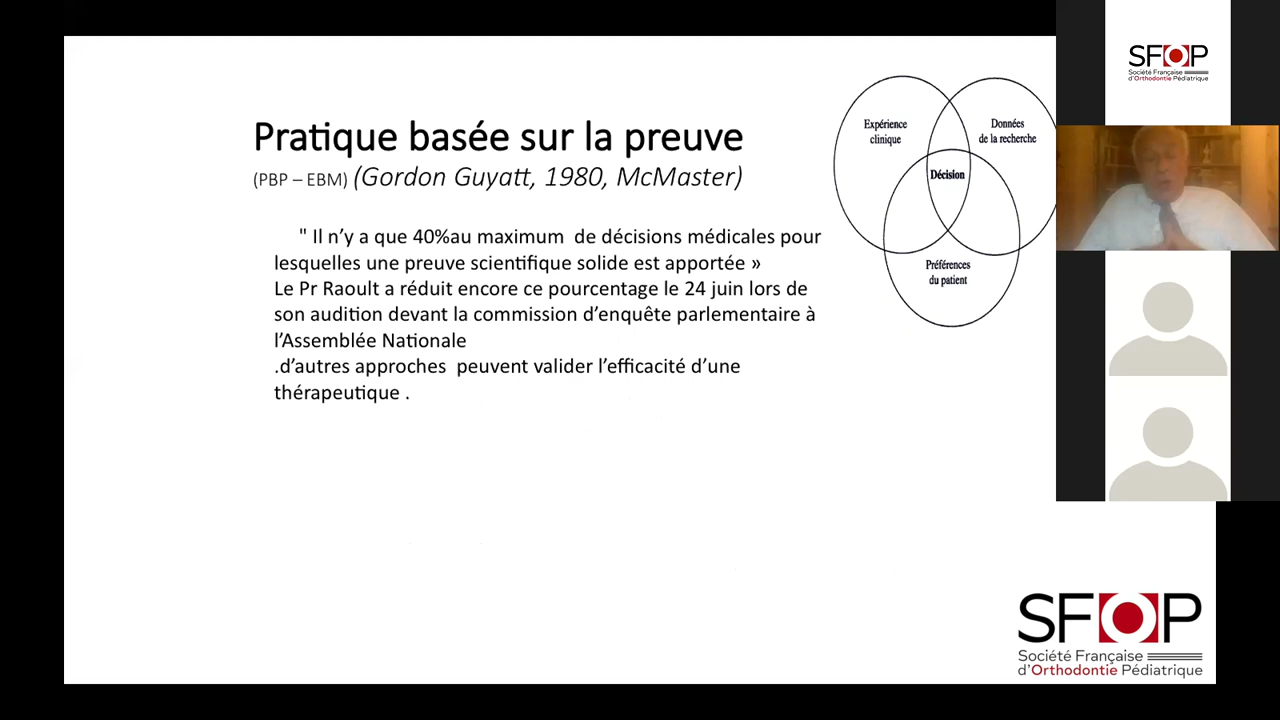 Pratique basée sur la preuve
(PBP – EBM) (Gordon Guyatt, 1980, McMaster)
" Il n’y a que 40%au maximum de décisions médicales pour
lesquelles une preuve scientifique solide est apportée »
Le Pr Raoult a réduit encore ce pourcentage le 24 juin lors de
son audition devant la commission d’enquête parlementaire à
l’Assemblée Nationale
.d’autres approches peuvent valider l’efficacité d’une
thérapeutique .
Expérience
clinique
Données
de la recherche
Décision
Préférences
du patient
SFOP
Société Française
d'Orthodontie Pédiatrique
SFOP
Société Française
d'Orthodontie Pédiatrique